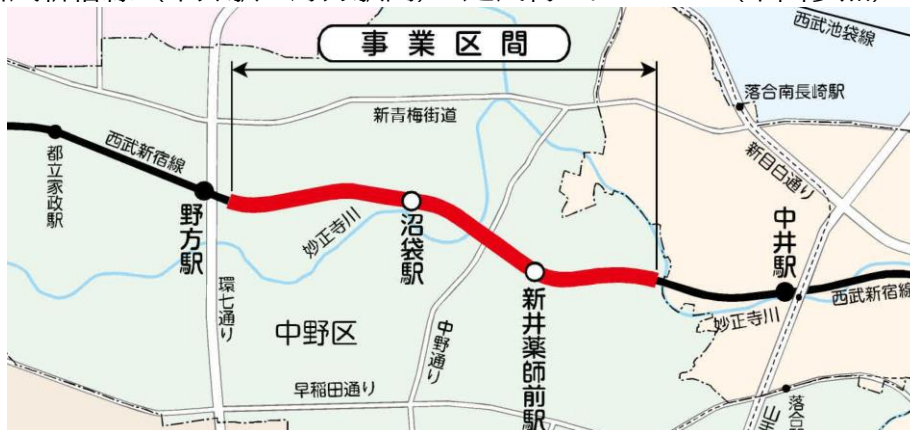 事業区間
西武池袋線
落合南長崎駅
新青梅街道
西武新宿線
都立家政駅
新目白通り
野方駅
妙正寺川
沼袋駅
中井駅
新井薬師前駅
環七通り
中野区
中野通り
妙正寺川
西武新宿線
早稲田通り
落合